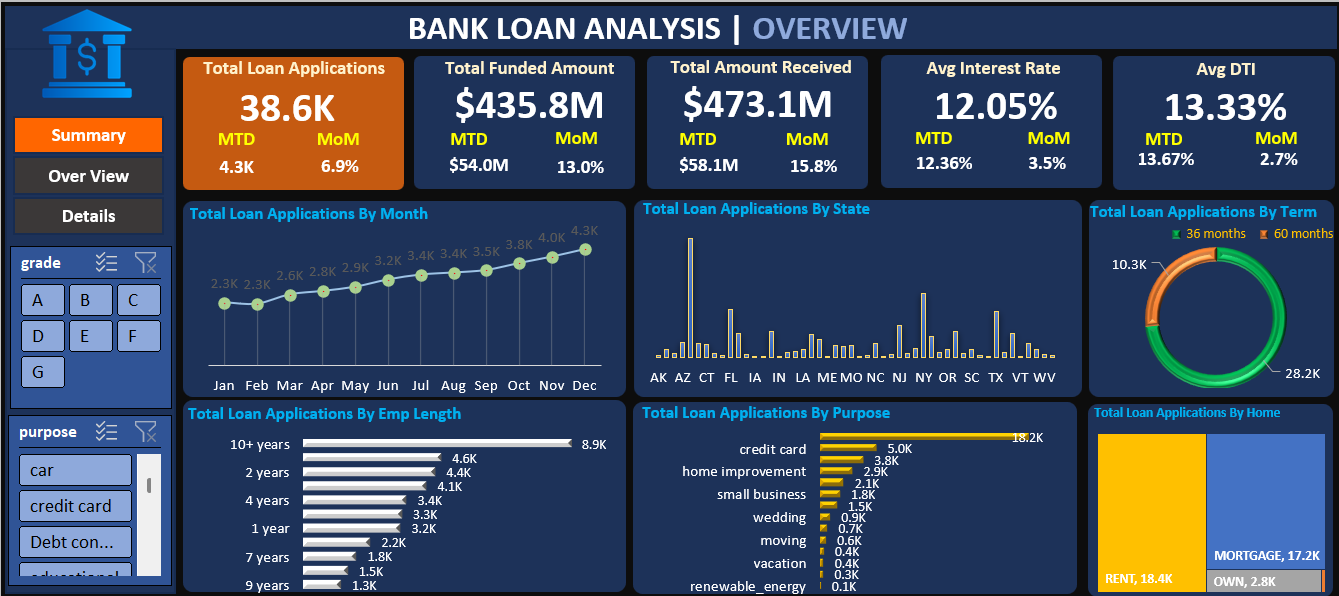 BANK LOAN ANALYSIS | OVERVIEW
Summary
Over View
Details
grade
A B C
D E F
G
purpose
car
credit card
Debt con...
educational
Total Loan Applications
38.6K
MTD MoM
4.3K 6.9%
Total Funded Amount
$435.8M
MTD MoM
$54.0M 13.0%
Total Amount Received
$473.1M
MTD MoM
$58.1M 15.8%
Avg Interest Rate
12.05%
MTD MoM
12.36% 3.5%
Avg DTI
13.33%
MTD MoM
13.67% 2.7%
Total Loan Applications By Month
2.3K 2.3K 2.6K 2.8K 2.9K 3.2K 3.4K 3.4K 3.5K 3.8K 4.0K 4.3K
Jan Feb Mar Apr May Jun Jul Aug Sep Oct Nov Dec
Total Loan Applications By State
AK AZ CT FL IA IN LA ME MO NC NJ NY OR SC TX VT WV
Total Loan Applications By Term
36 months 60 months
10.3K
28.2K
Total Loan Applications By Emp Length
10+ years 8.9K
4.6K
2 years 4.4K
4.1K
4 years 3.4K
3.3K
1 year 3.2K
2.2K
7 years 1.8K
1.5K
9 years 1.3K
Total Loan Applications By Purpose
18.2K
credit card 5.0K
3.8K
home improvement 2.9K
2.1K
small business 1.8K
1.5K
wedding 0.9K
0.7K
moving 0.6K
0.4K
vacation 0.4K
0.3K
renewable_energy 0.1K
Total Loan Applications By Home
RENT, 18.4K
MORTGAGE, 17.2K
OWN, 2.8K